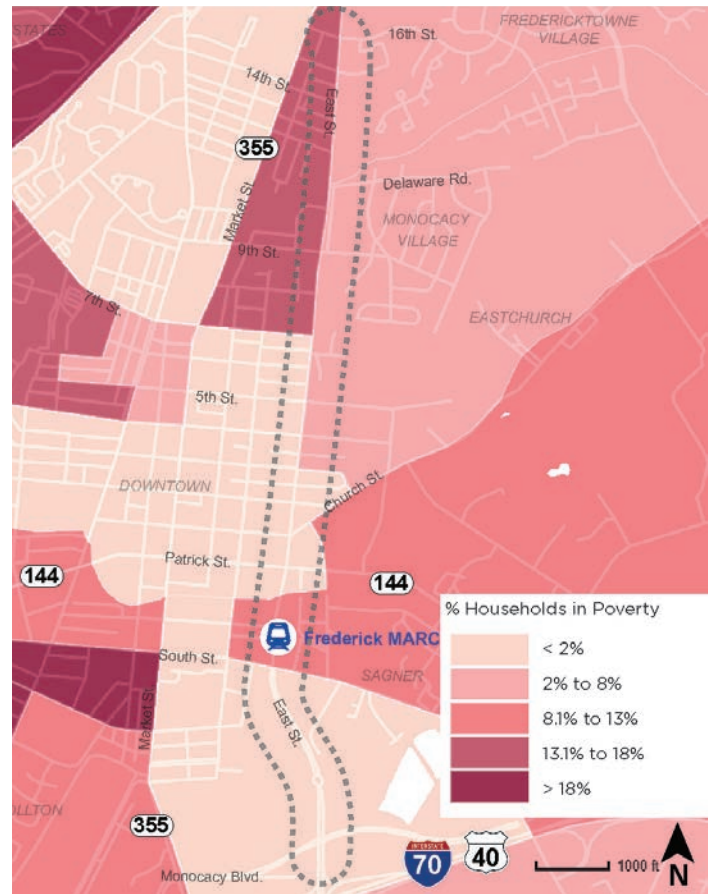 STATES
16th St.
FREDERICKTOWNE
VILLAGE
14th St.
East St.
355
Market St.
Delaware Rd.
MONOCACY
VILLAGE
9th St.
7th St.
EASTCHURCH
5th St.
DOWNTOWN
Church St.
Patrick St.
144
144
Frederick MARC
South St.
SAGNER
Market St.
East St.
OLLTON
355
Monocacy Blvd.
INTERSTATE
70
40
% Households in Poverty
< 2%
2% to 8%
8.1% to 13%
13.1% to 18%
> 18%
1000 ft
N